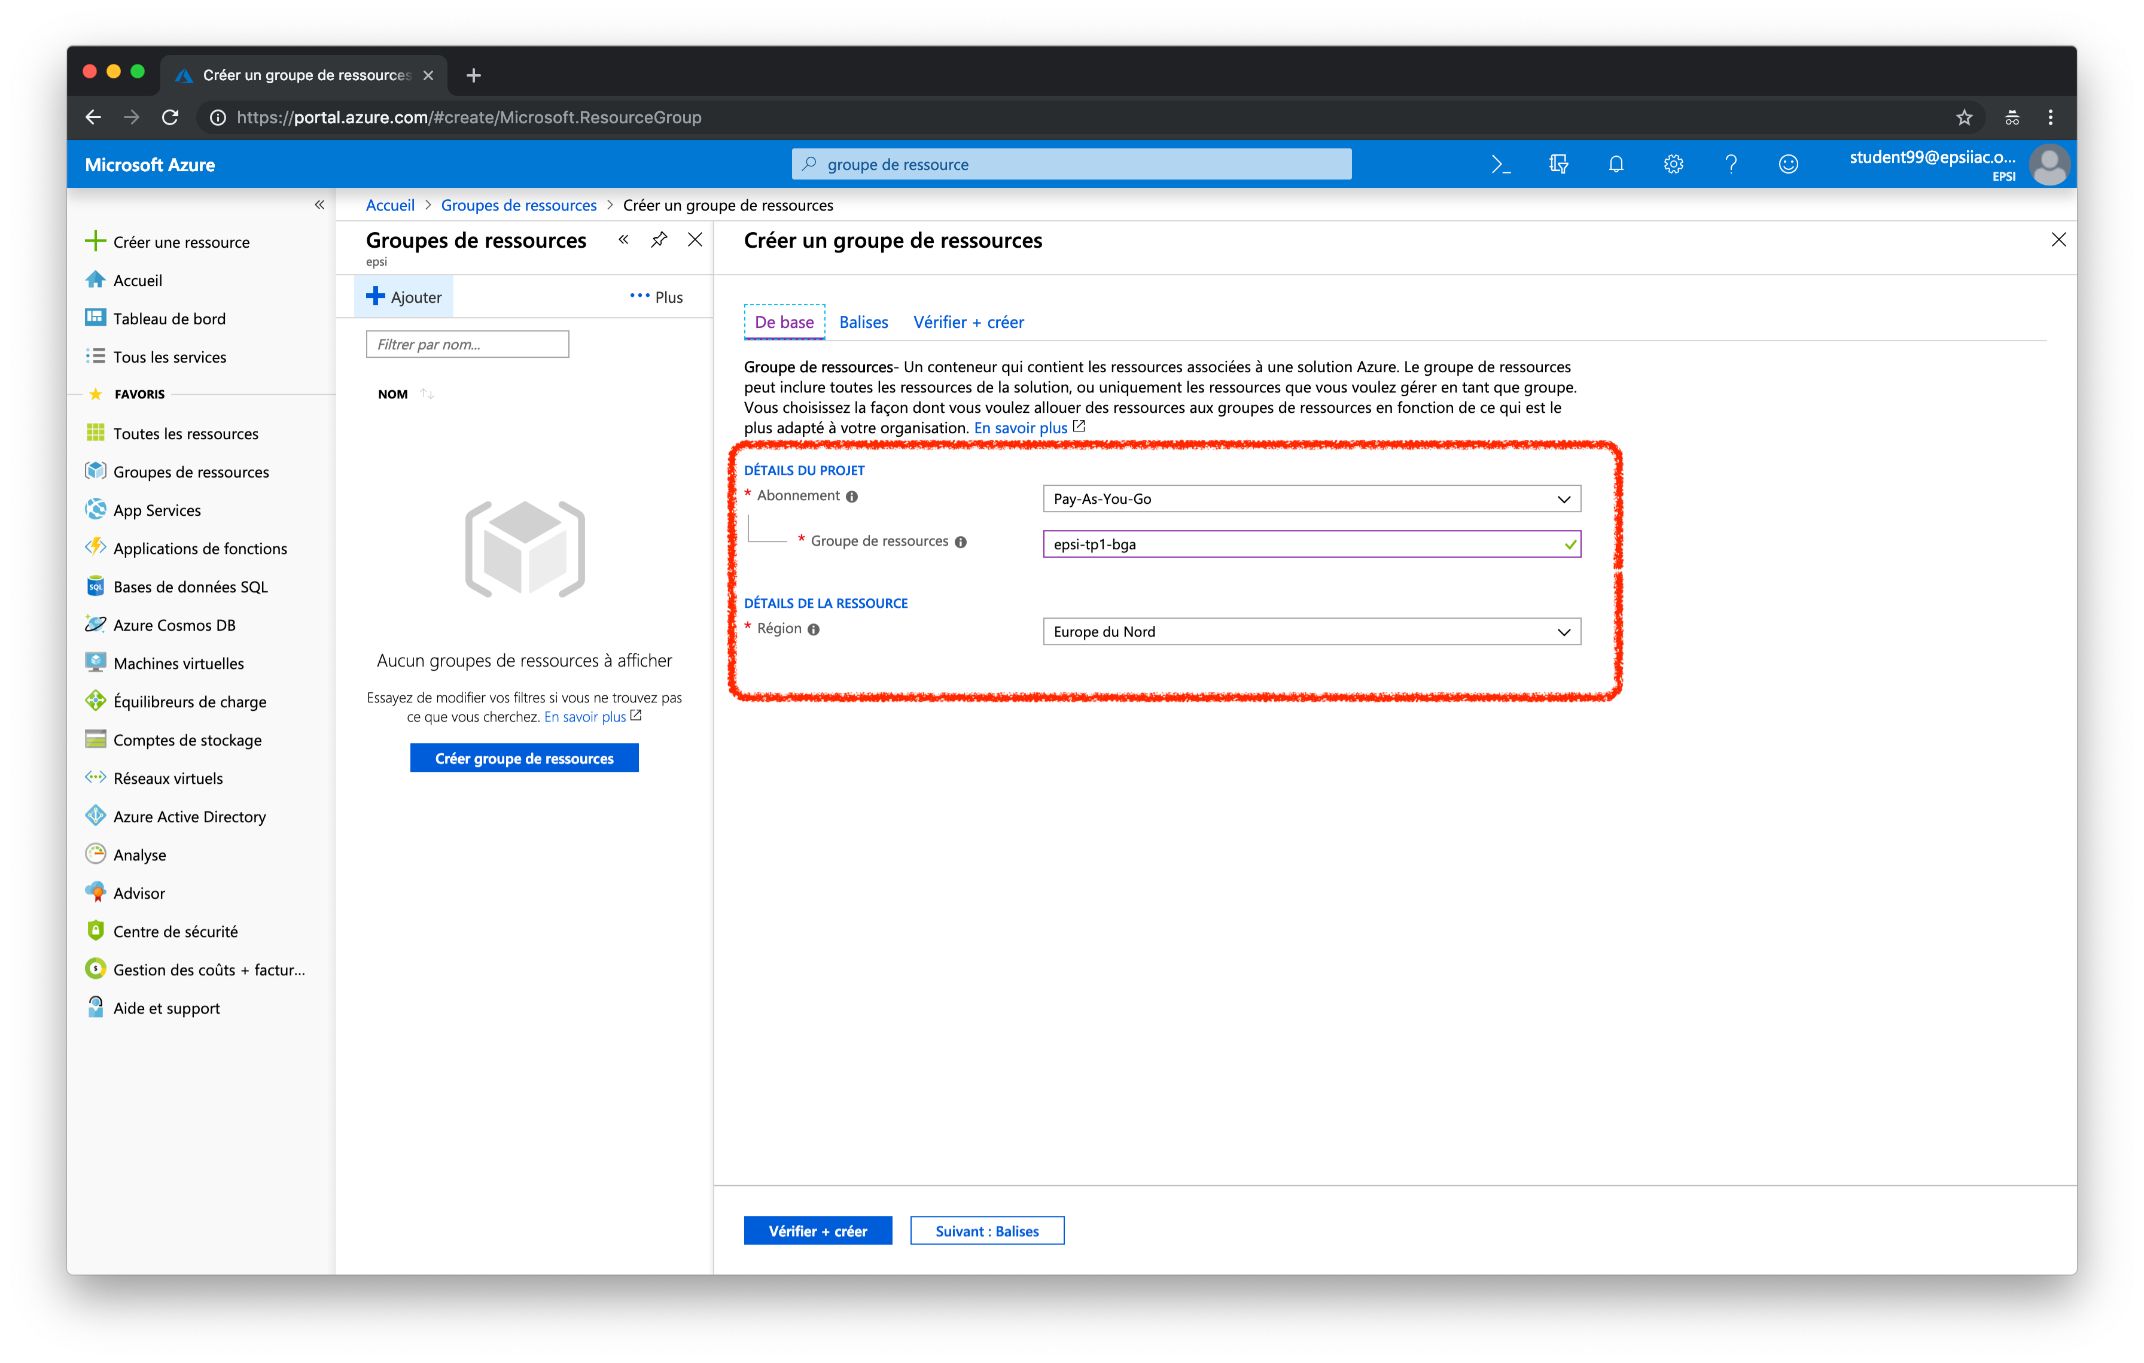 Créer un groupe de ressources
https://portal.azure.com/#create/Microsoft.ResourceGroup
Microsoft Azure
groupe de ressource
student99@epsiiac.o...
EPSI
Accueil > Groupes de ressources > Créer un groupe de ressources
Créer une ressource
Accueil
Tableau de bord
Tous les services
FAVORIS
Toutes les ressources
Groupes de ressources
App Services
Applications de fonctions
Bases de données SQL
Azure Cosmos DB
Machines virtuelles
Équilibreurs de charge
Comptes de stockage
Réseaux virtuels
Azure Active Directory
Analyse
Advisor
Centre de sécurité
Gestion des coûts + factur...
Aide et support
Groupes de ressources
epsi
Ajouter
Plus
Filtrer par nom...
NOM
Aucun groupes de ressources à afficher
Essayez de modifier vos filtres si vous ne trouvez pas
ce que vous cherchez. En savoir plus
Créer groupe de ressources
Créer un groupe de ressources
De base Balises Vérifier + créer
Groupe de ressources- Un conteneur qui contient les ressources associées à une solution Azure. Le groupe de ressources
peut inclure toutes les ressources de la solution, ou uniquement les ressources que vous voulez gérer en tant que groupe.
Vous choisissez la façon dont vous voulez allouer des ressources aux groupes de ressources en fonction de ce qui est le
plus adapté à votre organisation. En savoir plus
DÉTAILS DU PROJET
* Abonnement Pay-As-You-Go
* Groupe de ressources epsi-tp1-bga
DÉTAILS DE LA RESSOURCE
* Région Europe du Nord
Vérifier + créer Suivant : Balises